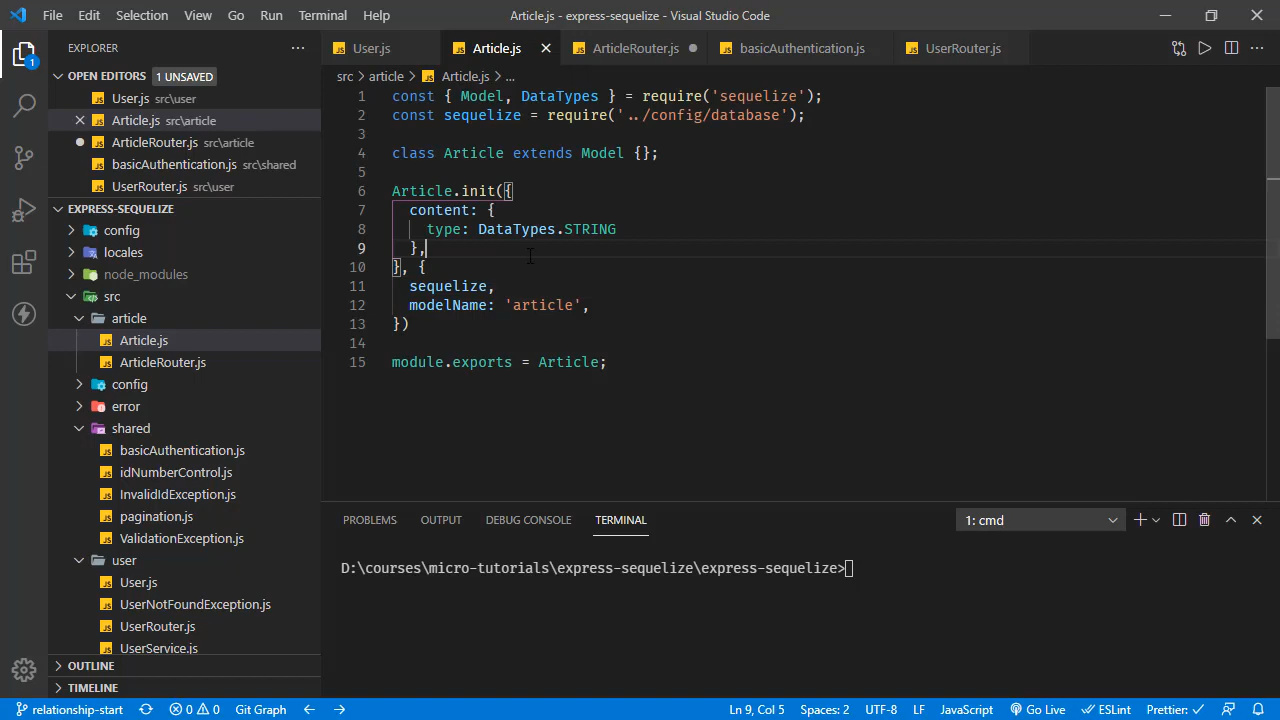 File Edit Selection View Go Run Terminal Help
Article.js - express-sequelize - Visual Studio Code
EXPLORER
OPEN EDITORS 1 UNSAVED
User.js src\user
Article.js src\article
ArticleRouter.js src\article
basicAuthentication.js src\shared
UserRouter.js src\user
EXPRESS-SEQUELIZE
config
locales
node_modules
src
article
Article.js
ArticleRouter.js
config
error
shared
basicAuthentication.js
idNumberControl.js
InvalidIdException.js
pagination.js
ValidationException.js
user
User.js
UserNotFoundException.js
UserRouter.js
UserService.js
OUTLINE
TIMELINE
1
User.js Article.js ArticleRouter.js basicAuthentication.js UserRouter.js
src > article > Article.js > ...
1 const { Model, DataTypes } = require('sequelize');
2 const sequelize = require('../config/database');
3
4 class Article extends Model {};
5
6 Article.init({
7 content: {
8 type: DataTypes.STRING
9 },
10 }, {
11 sequelize,
12 modelName: 'article',
13 })
14
15 module.exports = Article;
PROBLEMS OUTPUT DEBUG CONSOLE TERMINAL 1: cmd
D:\courses\micro-tutorials\express-sequelize\express-sequelize>
relationship-start 0 0 Git Graph Ln 9, Col 5 Spaces: 2 UTF-8 LF JavaScript Go Live ESLint Prettier: